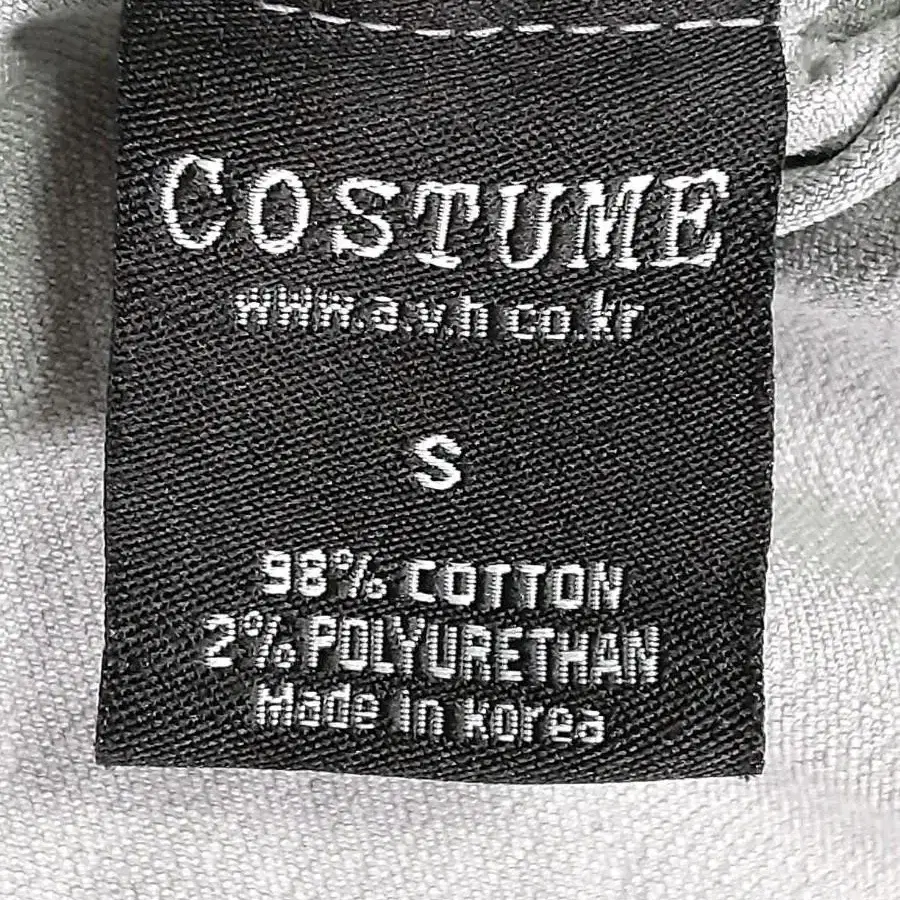 COSTUME
www.a.v.h co.kr
S
98% COTTON
2% POLYURETHAN
Made in korea